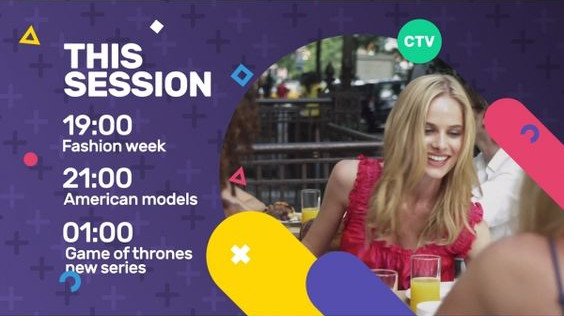 CTV
THIS
SESSION
19:00
Fashion week
21:00
American models
01:00
Game of thrones
new series